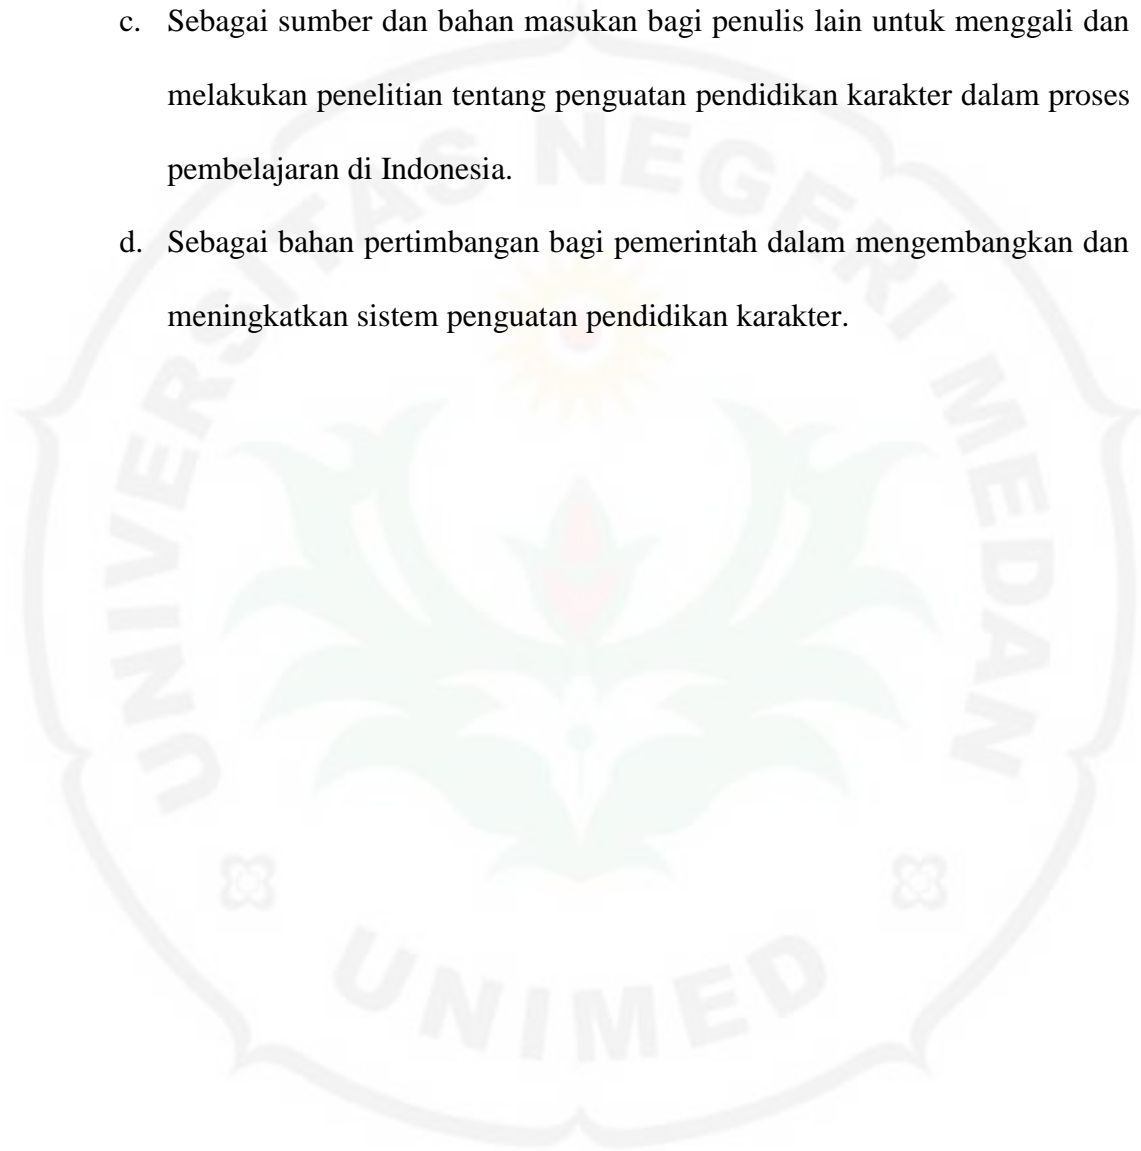 c. Sebagai sumber dan bahan masukan bagi penulis lain untuk menggali dan
melakukan penelitian tentang penguatan pendidikan karakter dalam proses
pembelajaran di Indonesia.
d. Sebagai bahan pertimbangan bagi pemerintah dalam mengembangkan dan
meningkatkan sistem penguatan pendidikan karakter.
UNIVERSITAS NEGERI MEDAN
UNIMED